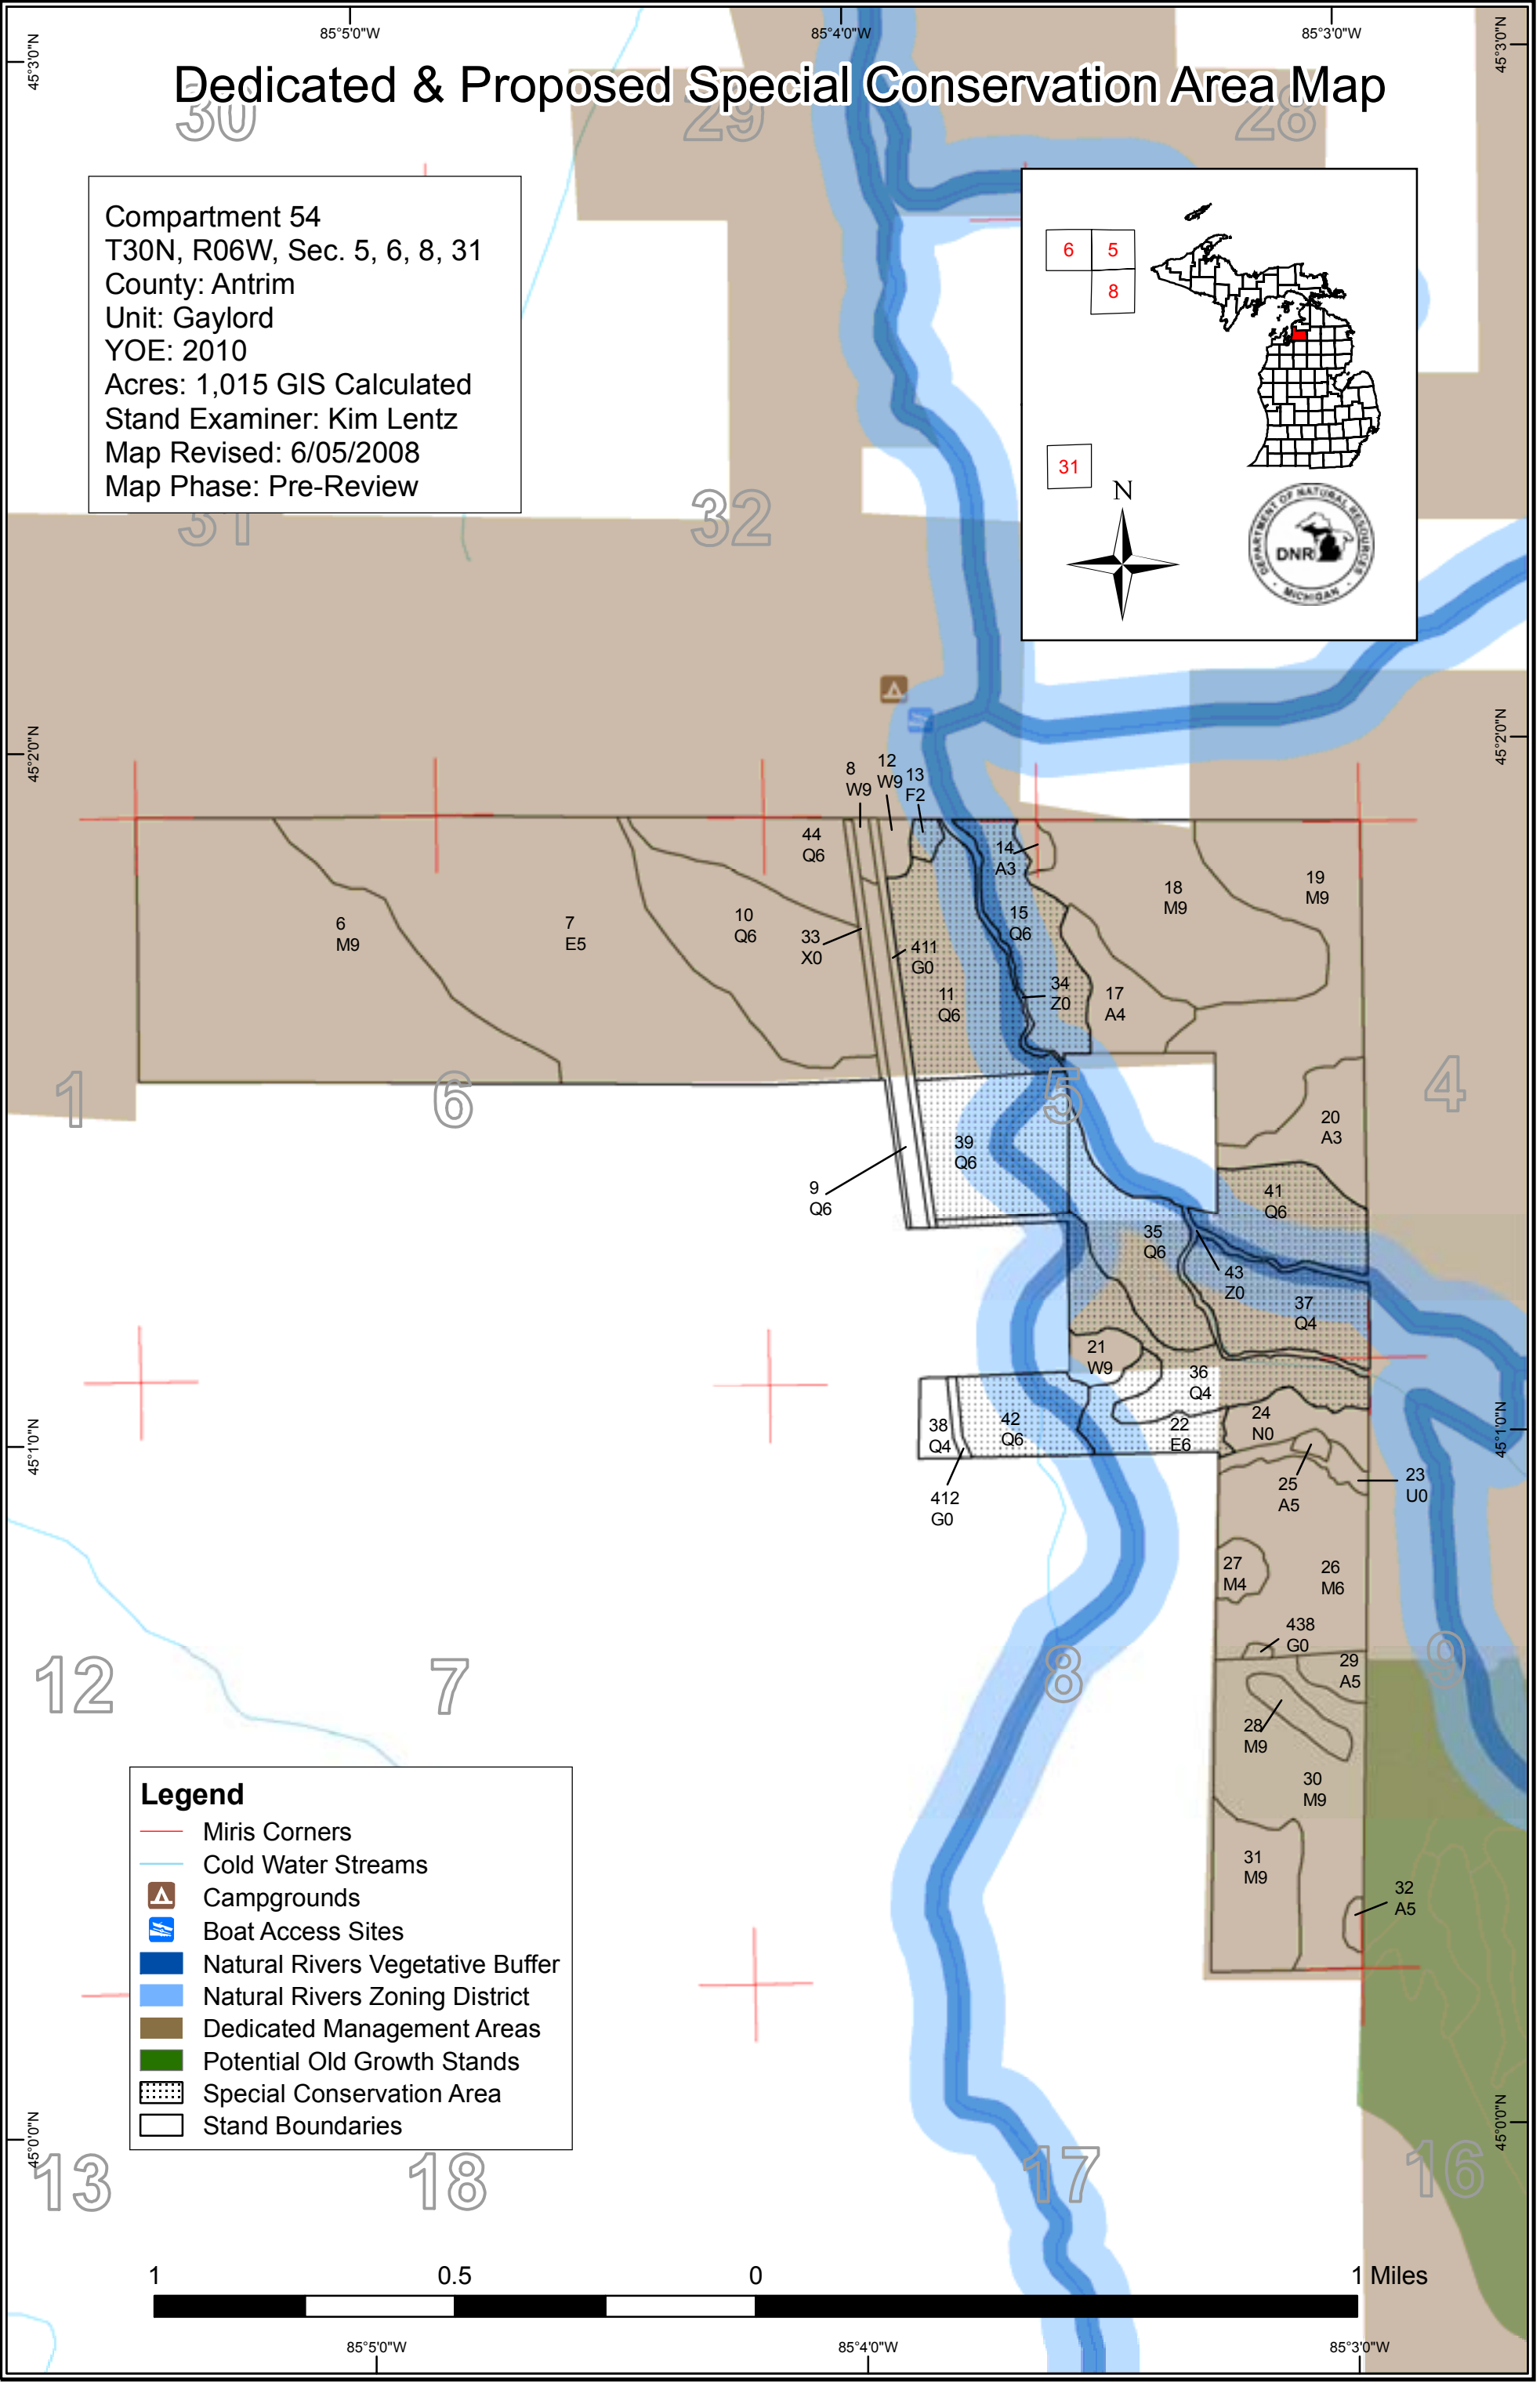 85°5'0"W
85°4'0"W
85°3'0"W
45°3'0"N
45°3'0"N
Dedicated & Proposed Special Conservation Area Map
30
29
28
Compartment 54
T30N, R06W, Sec. 5, 6, 8, 31
County: Antrim
Unit: Gaylord
YOE: 2010
Acres: 1,015 GIS Calculated
Stand Examiner: Kim Lentz
Map Revised: 6/05/2008
Map Phase: Pre-Review
6
5
8
31
N
DEPARTMENT OF NATURAL RESOURCES
DNR
MICHIGAN
31
32
45°2'0"N
45°2'0"N
8
W9
12
W9
13
F2
44
Q6
14
A3
18
M9
19
M9
6
M9
7
E5
10
Q6
33
X0
411
G0
15
Q6
11
Q6
34
Z0
17
A4
1
6
5
4
20
A3
39
Q6
9
Q6
41
Q6
35
Q6
43
Z0
37
Q4
21
W9
36
Q4
38
Q4
42
Q6
22
E6
24
N0
45°1'0"N
45°1'0"N
412
G0
25
A5
23
U0
27
M4
26
M6
438
G0
29
A5
12
7
8
9
28
M9
30
M9
31
M9
32
A5
Legend
Miris Corners
Cold Water Streams
Campgrounds
Boat Access Sites
Natural Rivers Vegetative Buffer
Natural Rivers Zoning District
Dedicated Management Areas
Potential Old Growth Stands
Special Conservation Area
Stand Boundaries
45°0'0"N
45°0'0"N
13
18
17
16
1
0.5
0
1 Miles
85°5'0"W
85°4'0"W
85°3'0"W